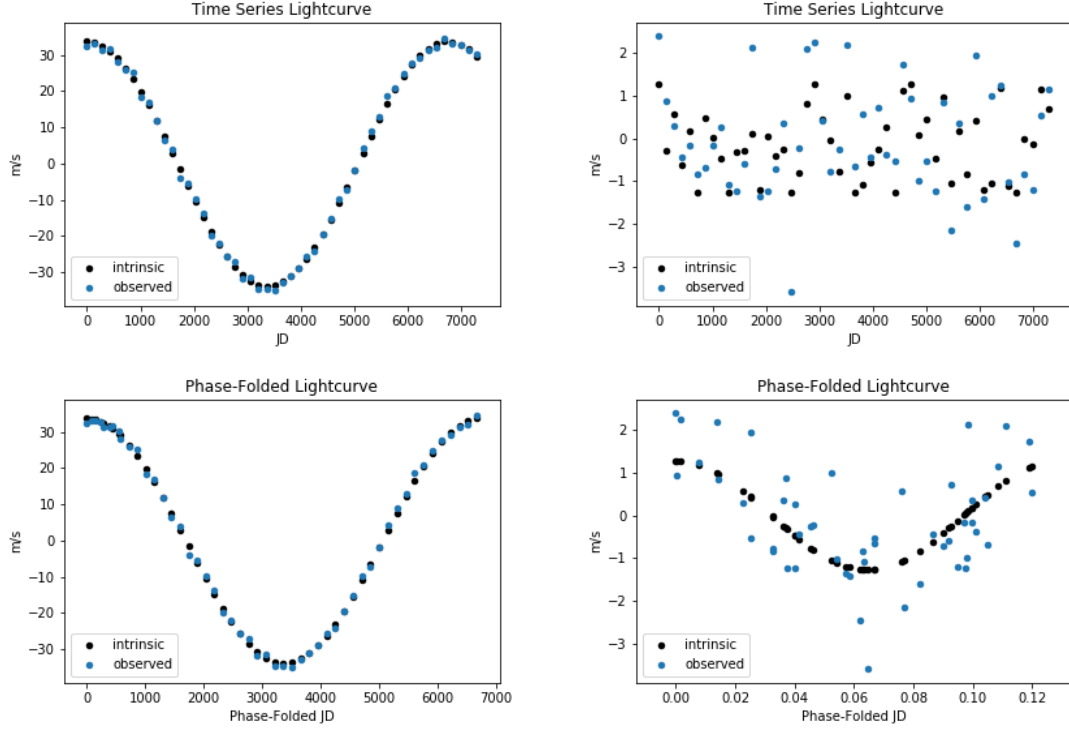 Time Series Lightcurve
m/s
30
20
10
0
−10
−20
−30
intrinsic
observed
0 1000 2000 3000 4000 5000 6000 7000
JD
Time Series Lightcurve
m/s
2
1
0
−1
−2
−3
intrinsic
observed
0 1000 2000 3000 4000 5000 6000 7000
JD
Phase-Folded Lightcurve
m/s
30
20
10
0
−10
−20
−30
intrinsic
observed
0 1000 2000 3000 4000 5000 6000 7000
Phase-Folded JD
Phase-Folded Lightcurve
m/s
2
1
0
−1
−2
−3
intrinsic
observed
0.00 0.02 0.04 0.06 0.08 0.10 0.12
Phase-Folded JD